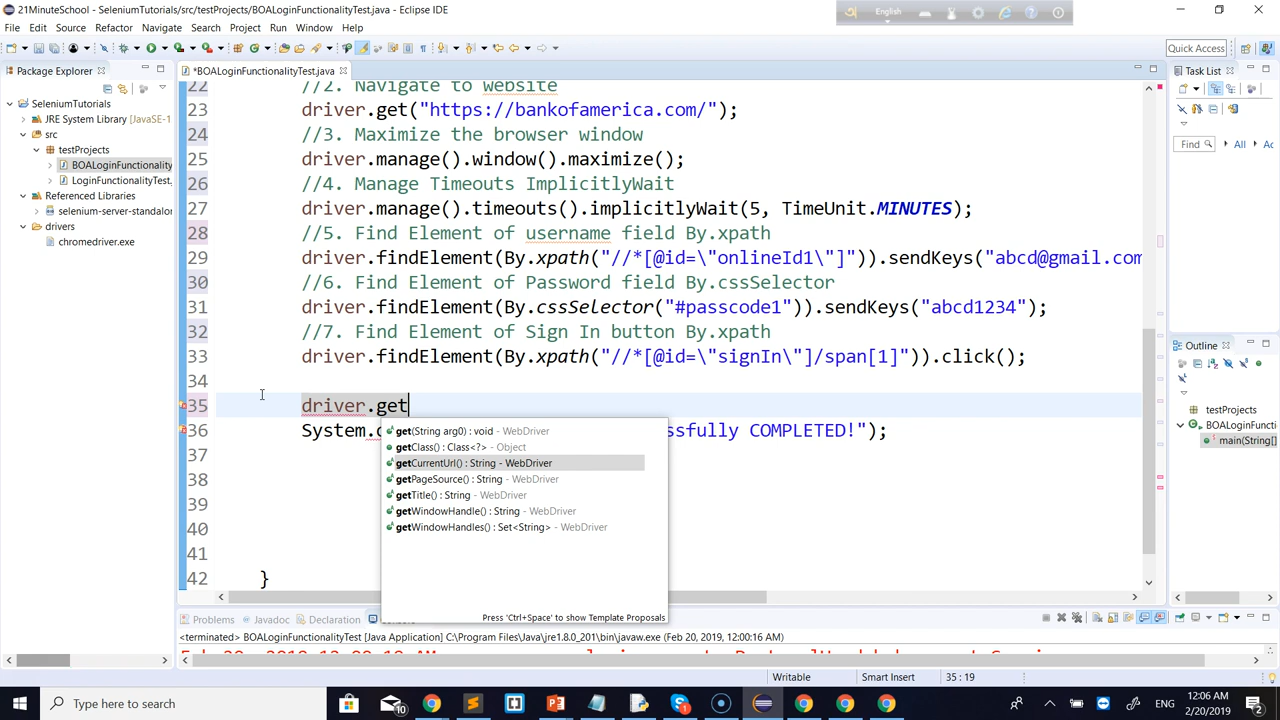 21MinuteSchool - SeleniumTutorials/src/testProjects/BOALoginFunctionalityTest.java - Eclipse IDE
English
File Edit Source Refactor Navigate Search Project Run Window Help
Quick Access
Package Explorer
*BOALoginFunctionalityTest.java
Task List
SeleniumTutorials
JRE System Library [JavaSE-1
src
testProjects
BOALoginFunctionality
LoginFunctionalityTest.
Referenced Libraries
selenium-server-standalor
drivers
chromedriver.exe
22 //2. Navigate to website
23 driver.get("https://bankofamerica.com/");
24 //3. Maximize the browser window
25 driver.manage().window().maximize();
26 //4. Manage Timeouts ImplicitlyWait
27 driver.manage().timeouts().implicitlyWait(5, TimeUnit.MINUTES);
28 //5. Find Element of username field By.xpath
29 driver.findElement(By.xpath("//*[@id=\"onlineId1\"]")).sendKeys("abcd@gmail.com
30 //6. Find Element of Password field By.cssSelector
31 driver.findElement(By.cssSelector("#passcode1")).sendKeys("abcd1234");
32 //7. Find Element of Sign In button By.xpath
33 driver.findElement(By.xpath("//*[@id=\"signIn\"]/span[1]")).click();
34
35 driver.get
36 System. ssfully COMPLETED!");
37
38
39
40
41
42 }
get(String arg0) : void - WebDriver
getClass() : Class<?> - Object
getCurrentUrl() : String - WebDriver
getPageSource() : String - WebDriver
getTitle() : String - WebDriver
getWindowHandle() : String - WebDriver
getWindowHandles() : Set<String> - WebDriver
Press 'Ctrl+Space' to show Template Proposals
Find All Ac
Outline
testProjects
BOALoginFuncti
main(String[]
Problems Javadoc Declaration
<terminated> BOALoginFunctionalityTest [Java Application] C:\Program Files\Java\jre1.8.0_201\bin\javaw.exe (Feb 20, 2019, 12:00:16 AM)
Writable Smart Insert 35 : 19
Type here to search
10
ENG
12:06 AM
2/20/2019
2